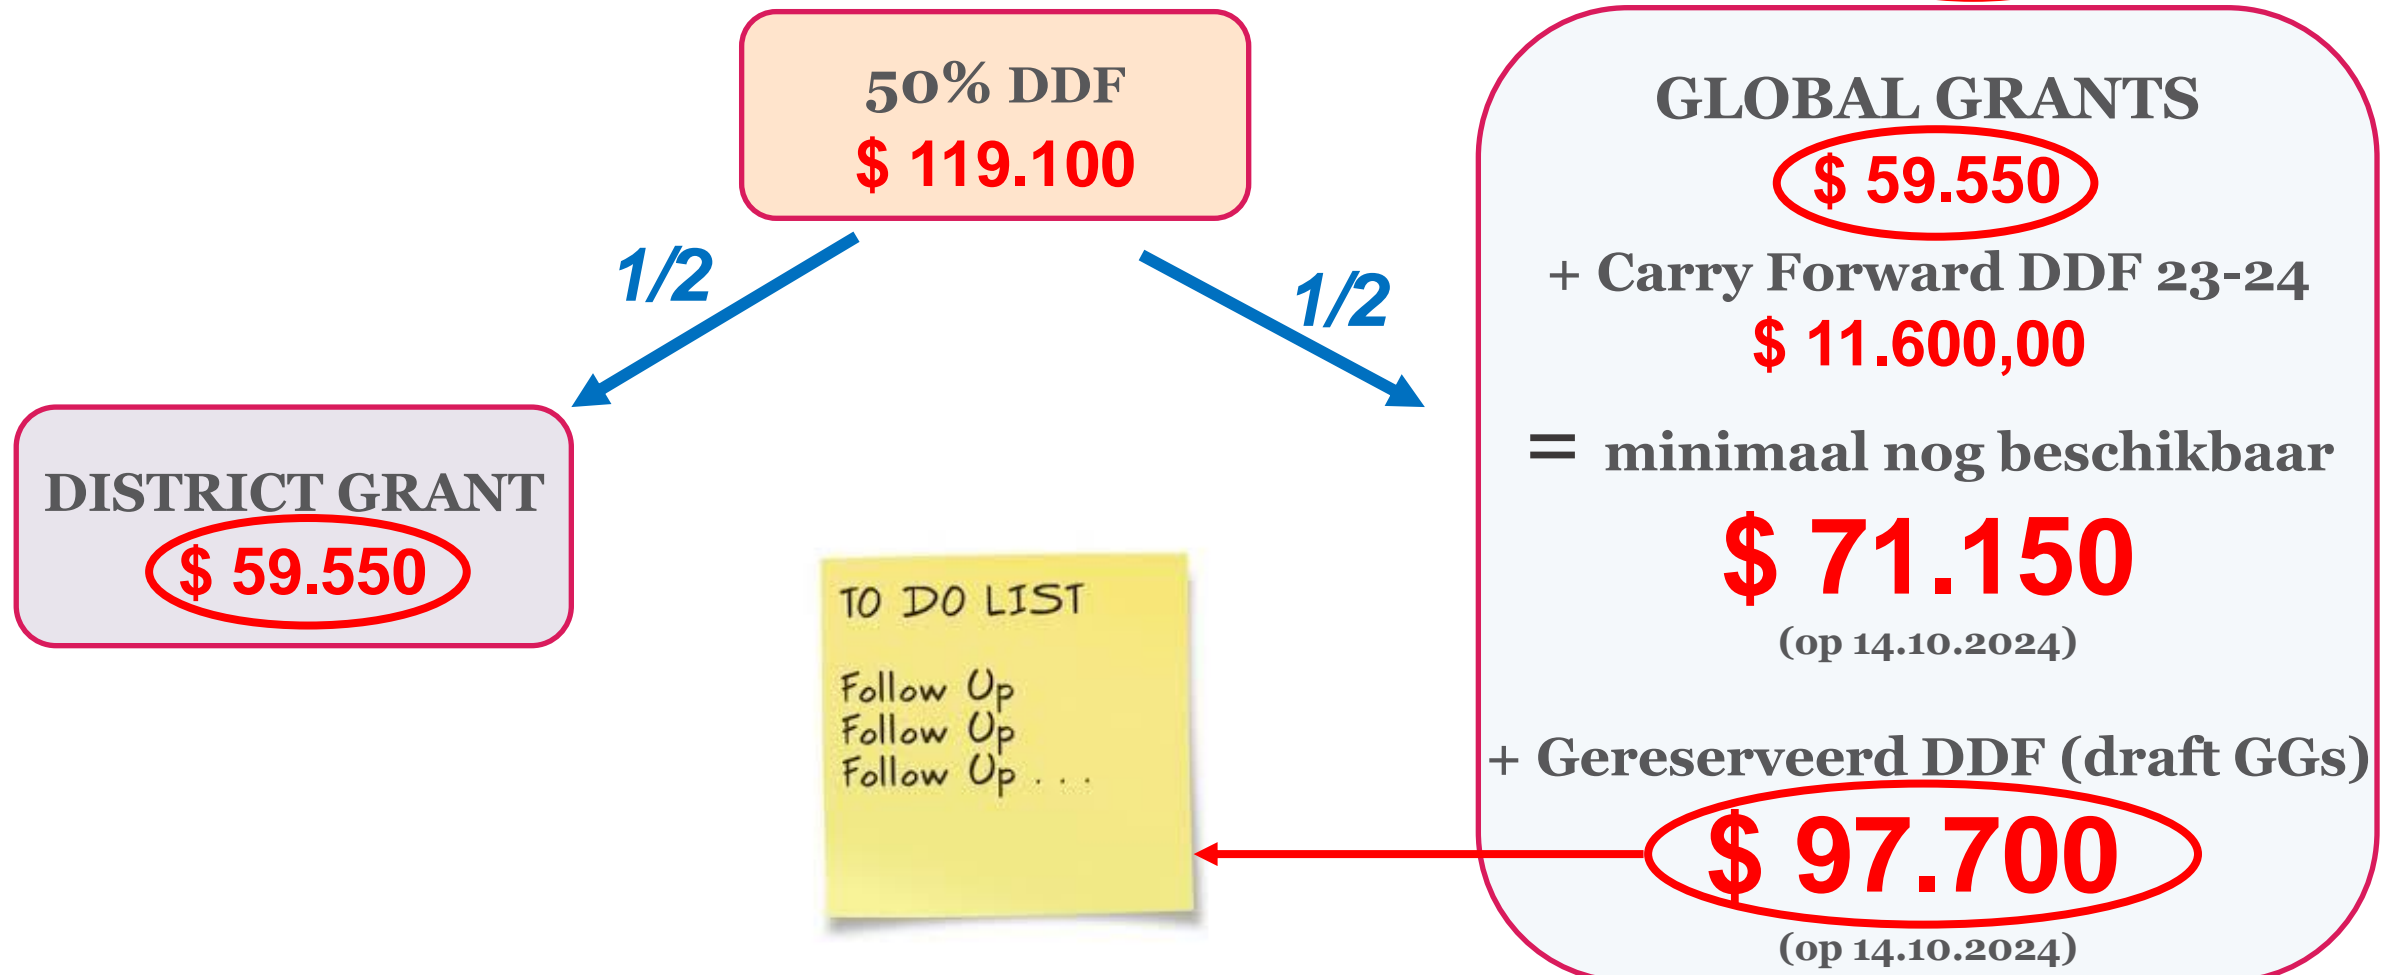 50% DDF
$ 119.100
1/2
1/2
DISTRICT GRANT
$ 59.550
TO DO LIST
Follow Up
Follow Up
Follow Up . . .
GLOBAL GRANTS
$ 59.550
+ Carry Forward DDF 23-24
$ 11.600,00
= minimaal nog beschikbaar
$ 71.150
(op 14.10.2024)
+ Gereserveerd DDF (draft GGs)
$ 97.700
(op 14.10.2024)